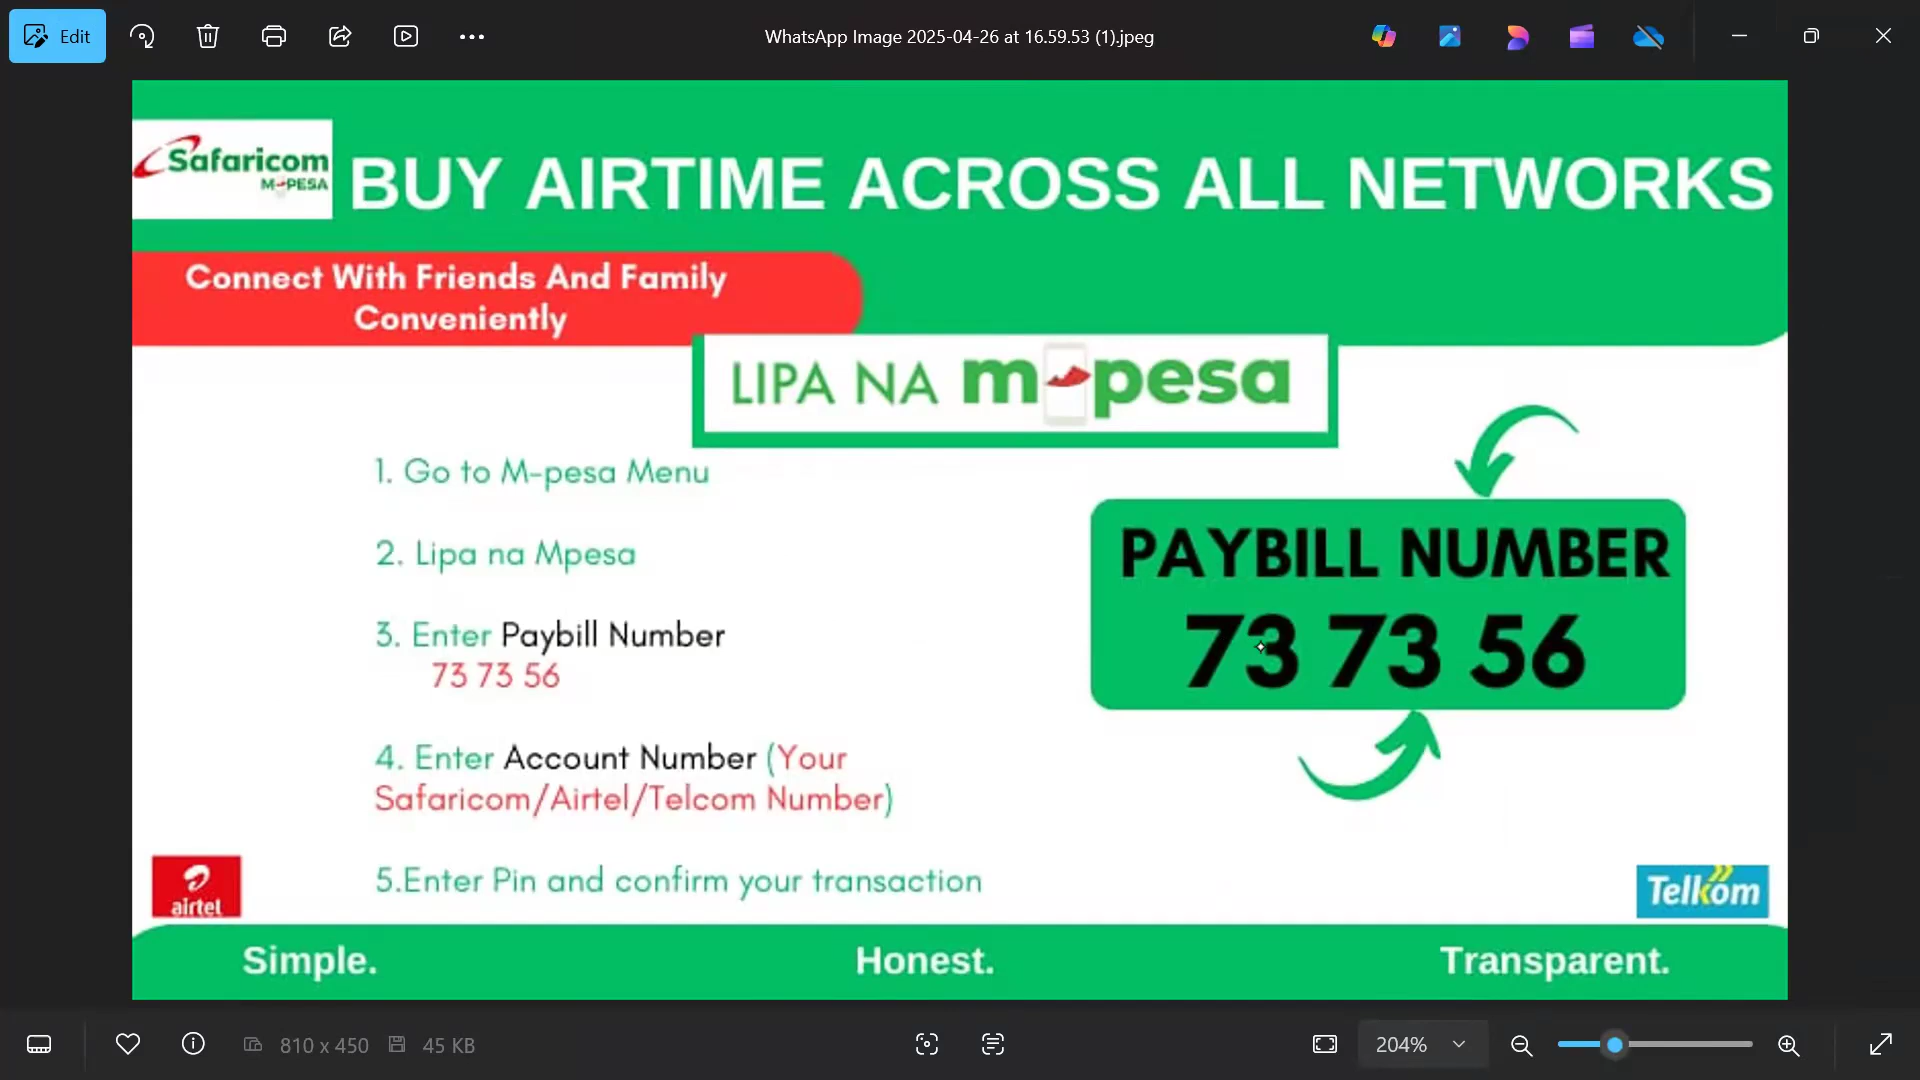 Edit
WhatsApp Image 2025-04-26 at 16.59.53 (1).jpeg
Safaricom
M-PESA
BUY AIRTIME ACROSS ALL NETWORKS
Connect With Friends And Family
Conveniently
LIPA NA m-pesa
1. Go to M-pesa Menu
2. Lipa na Mpesa
3. Enter Paybill Number
73 73 56
4. Enter Account Number (Your
Safaricom/Airtel/Telcom Number)
5.Enter Pin and confirm your transaction
PAYBILL NUMBER
73 73 56
airtel
Telkom
Simple.
Honest.
Transparent.
810 x 450
45 KB
204%